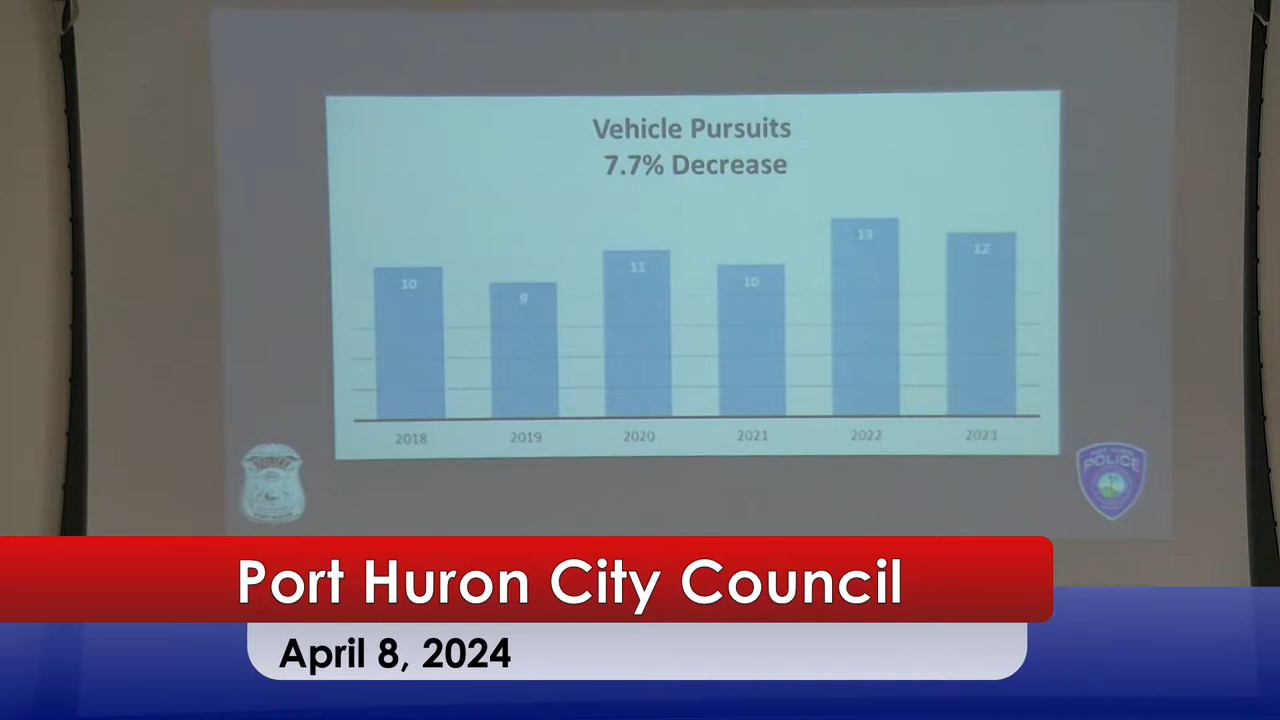 Vehicle Pursuits
7.7% Decrease
10
9
11
10
13
12
2018
2019
2020
2021
2022
2023
POLICE
Port Huron City Council
April 8, 2024